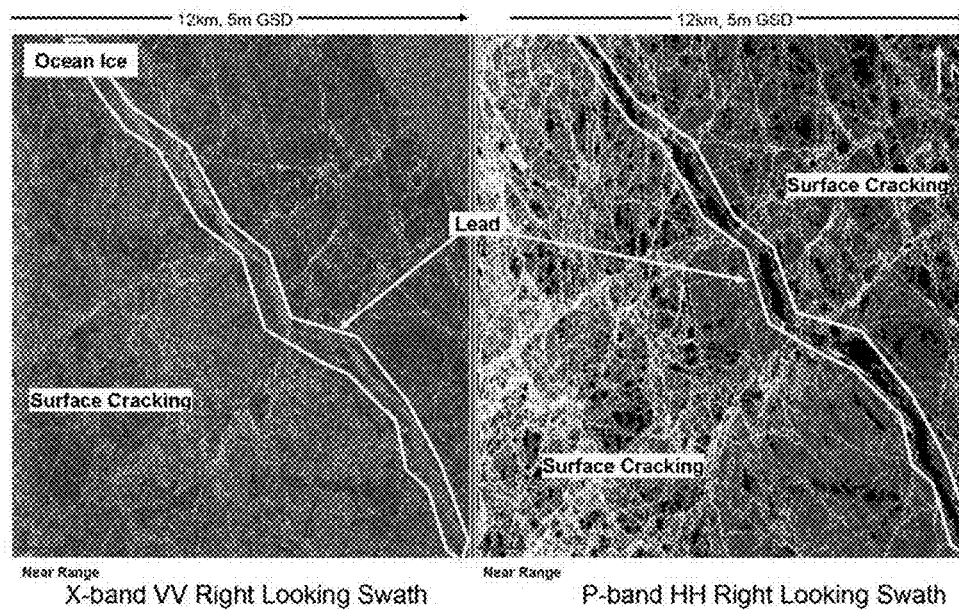 12km, 5m GSD
12km, 5m GSD
Ocean Ice
Surface Cracking
Lead
Surface Cracking
Surface Cracking
Near Range
Near Range
X-band VV Right Looking Swath
P-band HH Right Looking Swath